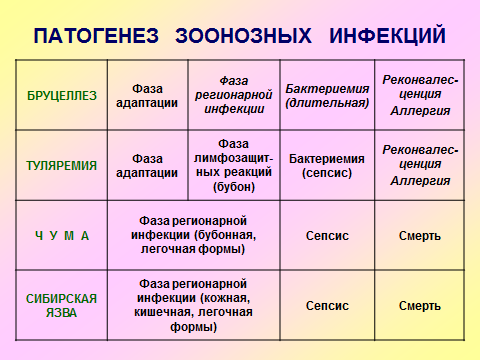 ПАТОГЕНЕЗ ЗООНОЗНЫХ ИНФЕКЦИЙ
БРУЦЕЛЛЕЗ
Фаза
адаптации
Фаза
регионарной
инфекции
Бактериемия
(длительная)
Реконвалес-
ценция
Аллергия
ТУЛЯРЕМИЯ
Фаза
адаптации
Фаза
лимфозащит-
ных реакций
(бубон)
Бактериемия
(сепсис)
Реконвалес-
ценция
Аллергия
Ч У М А
Фаза регионарной
инфекции (бубонная,
легочная формы)
Сепсис
Смерть
СИБИРСКАЯ
ЯЗВА
Фаза регионарной
инфекции (кожная,
кишечная, легочная
формы)
Сепсис
Смерть